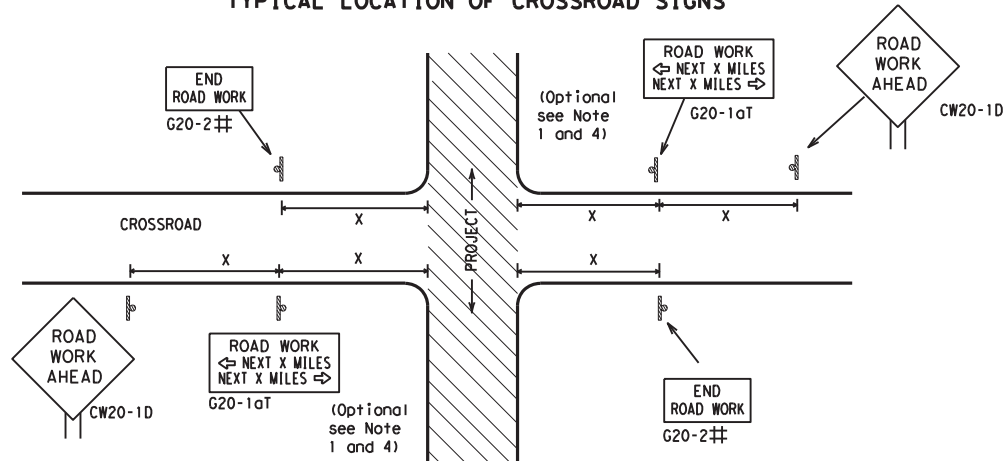 TYPICAL LOCATION OF CROSSROAD SIGNS
END
ROAD WORK
G20-2#
ROAD WORK
⇦ NEXT X MILES
NEXT X MILES ⇨
G20-1aT
(Optional
see Note
1 and 4)
ROAD
WORK
AHEAD
CW20-1D
X
X
X
CROSSROAD
PROJECT
X
X
X
ROAD
WORK
AHEAD
CW20-1D
ROAD WORK
⇦ NEXT X MILES
NEXT X MILES ⇨
G20-1aT
(Optional
see Note
1 and 4)
END
ROAD WORK
G20-2#